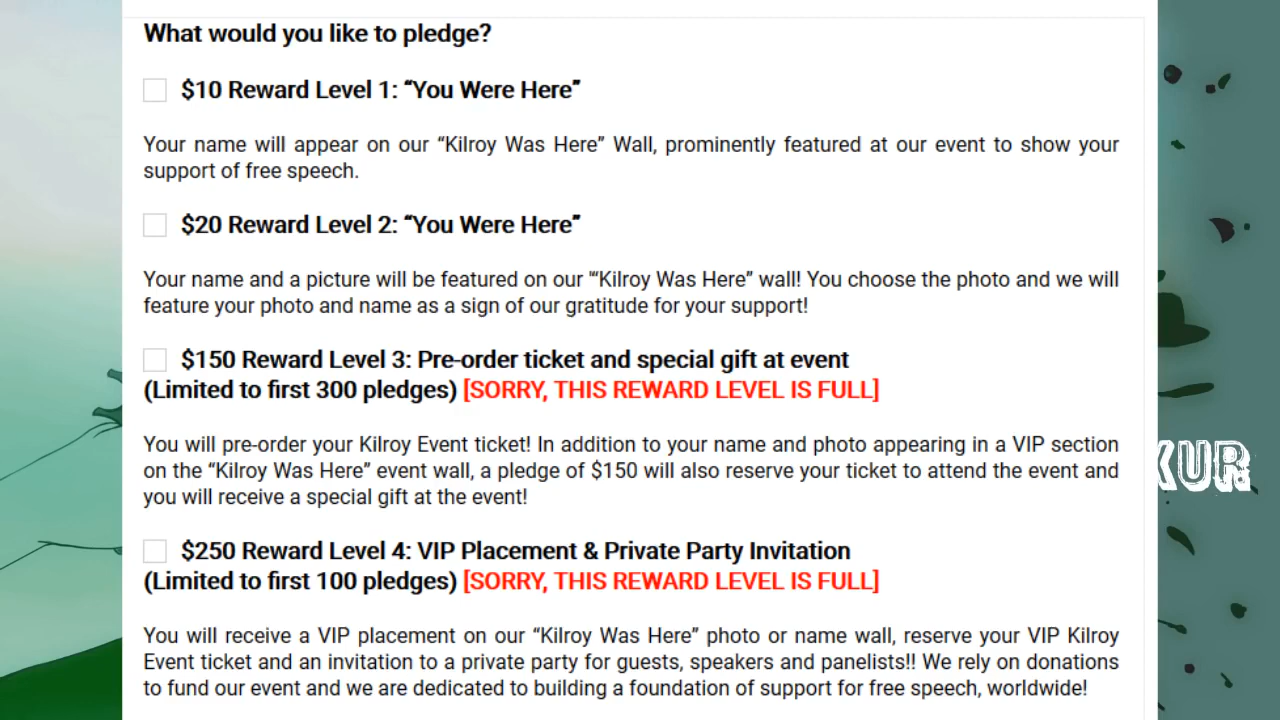 What would you like to pledge?
$10 Reward Level 1: “You Were Here”
Your name will appear on our “Kilroy Was Here” Wall, prominently featured at our event to show your
support of free speech.
$20 Reward Level 2: “You Were Here”
Your name and a picture will be featured on our ““Kilroy Was Here” wall! You choose the photo and we will
feature your photo and name as a sign of our gratitude for your support!
$150 Reward Level 3: Pre-order ticket and special gift at event
(Limited to first 300 pledges) [SORRY, THIS REWARD LEVEL IS FULL]
You will pre-order your Kilroy Event ticket! In addition to your name and photo appearing in a VIP section
on the “Kilroy Was Here” event wall, a pledge of $150 will also reserve your ticket to attend the event and
you will receive a special gift at the event!
KUR
$250 Reward Level 4: VIP Placement & Private Party Invitation
(Limited to first 100 pledges) [SORRY, THIS REWARD LEVEL IS FULL]
You will receive a VIP placement on our “Kilroy Was Here” photo or name wall, reserve your VIP Kilroy
Event ticket and an invitation to a private party for guests, speakers and panelists!! We rely on donations
to fund our event and we are dedicated to building a foundation of support for free speech, worldwide!